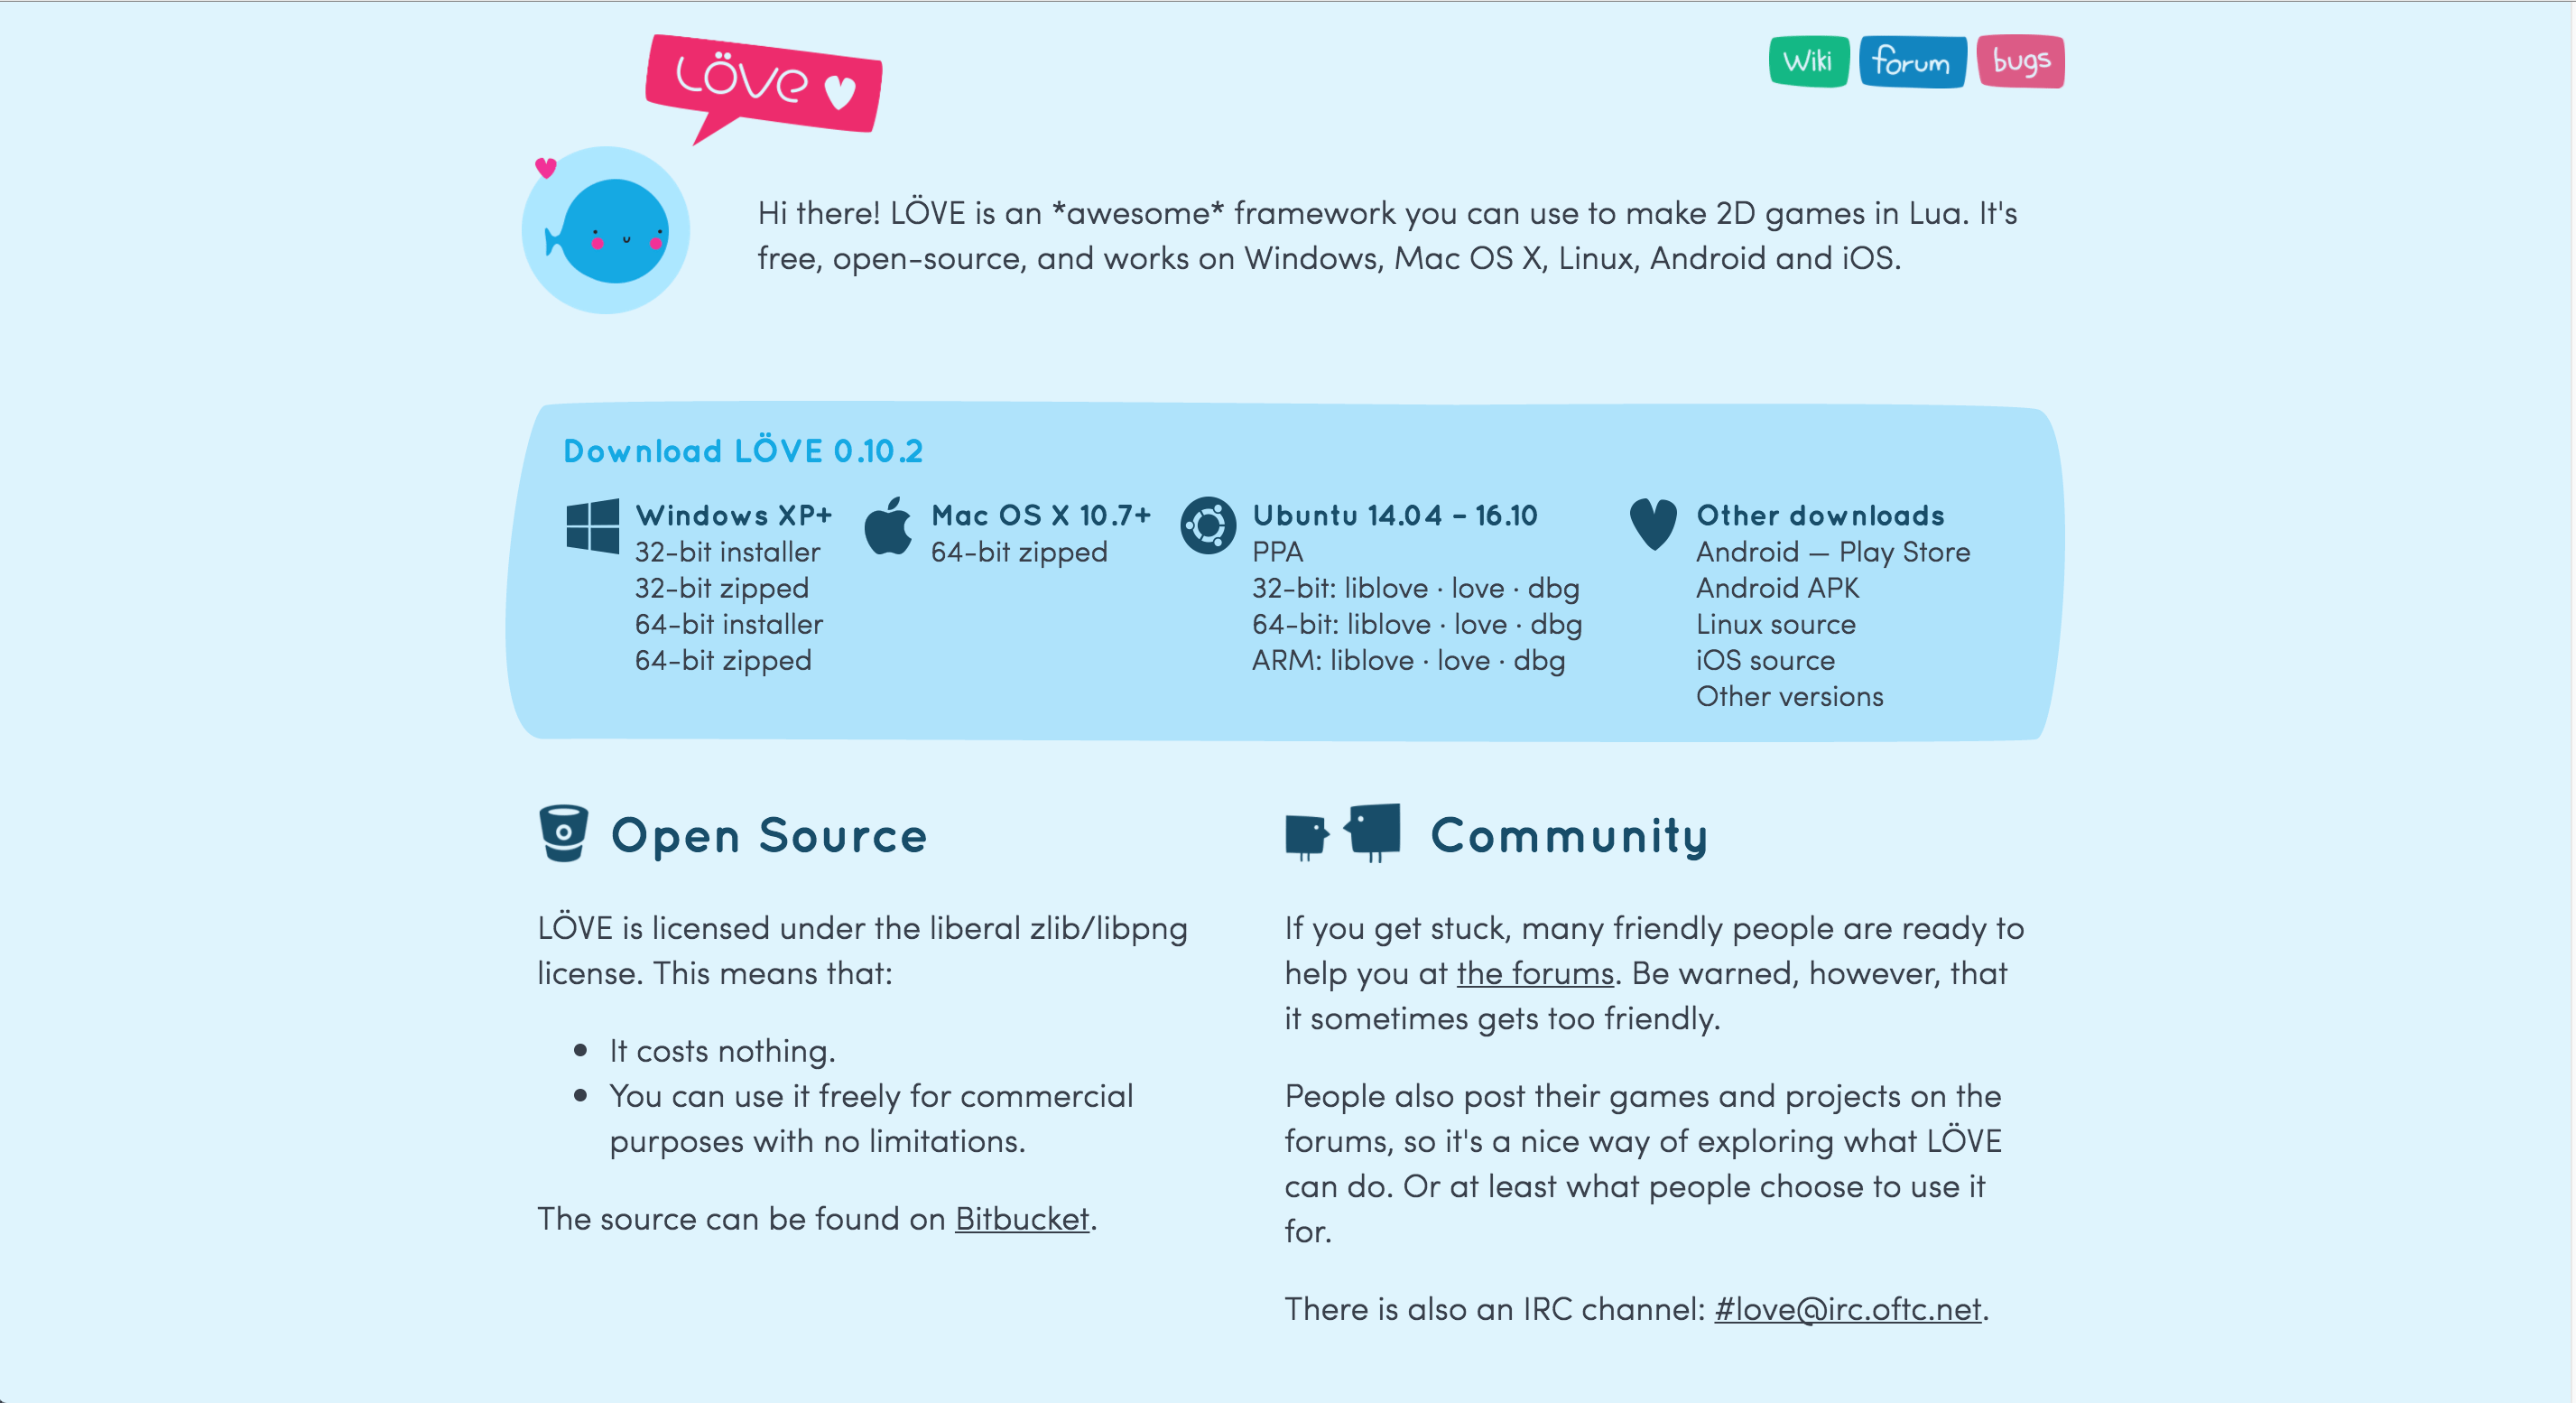 LÖVE
Wiki forum bugs
Hi there! LÖVE is an *awesome* framework you can use to make 2D games in Lua. It's
free, open-source, and works on Windows, Mac OS X, Linux, Android and iOS.
Download LÖVE 0.10.2
Windows XP+
32-bit installer
32-bit zipped
64-bit installer
64-bit zipped
Mac OS X 10.7+
64-bit zipped
Ubuntu 14.04 – 16.10
PPA
32-bit: liblove · love · dbg
64-bit: liblove · love · dbg
ARM: liblove · love · dbg
Other downloads
Android — Play Store
Android APK
Linux source
iOS source
Other versions
Open Source
LÖVE is licensed under the liberal zlib/libpng
license. This means that:
• It costs nothing.
• You can use it freely for commercial
purposes with no limitations.
The source can be found on Bitbucket.
Community
If you get stuck, many friendly people are ready to
help you at the forums. Be warned, however, that
it sometimes gets too friendly.
People also post their games and projects on the
forums, so it's a nice way of exploring what LÖVE
can do. Or at least what people choose to use it
for.
There is also an IRC channel: #love@irc.oftc.net.